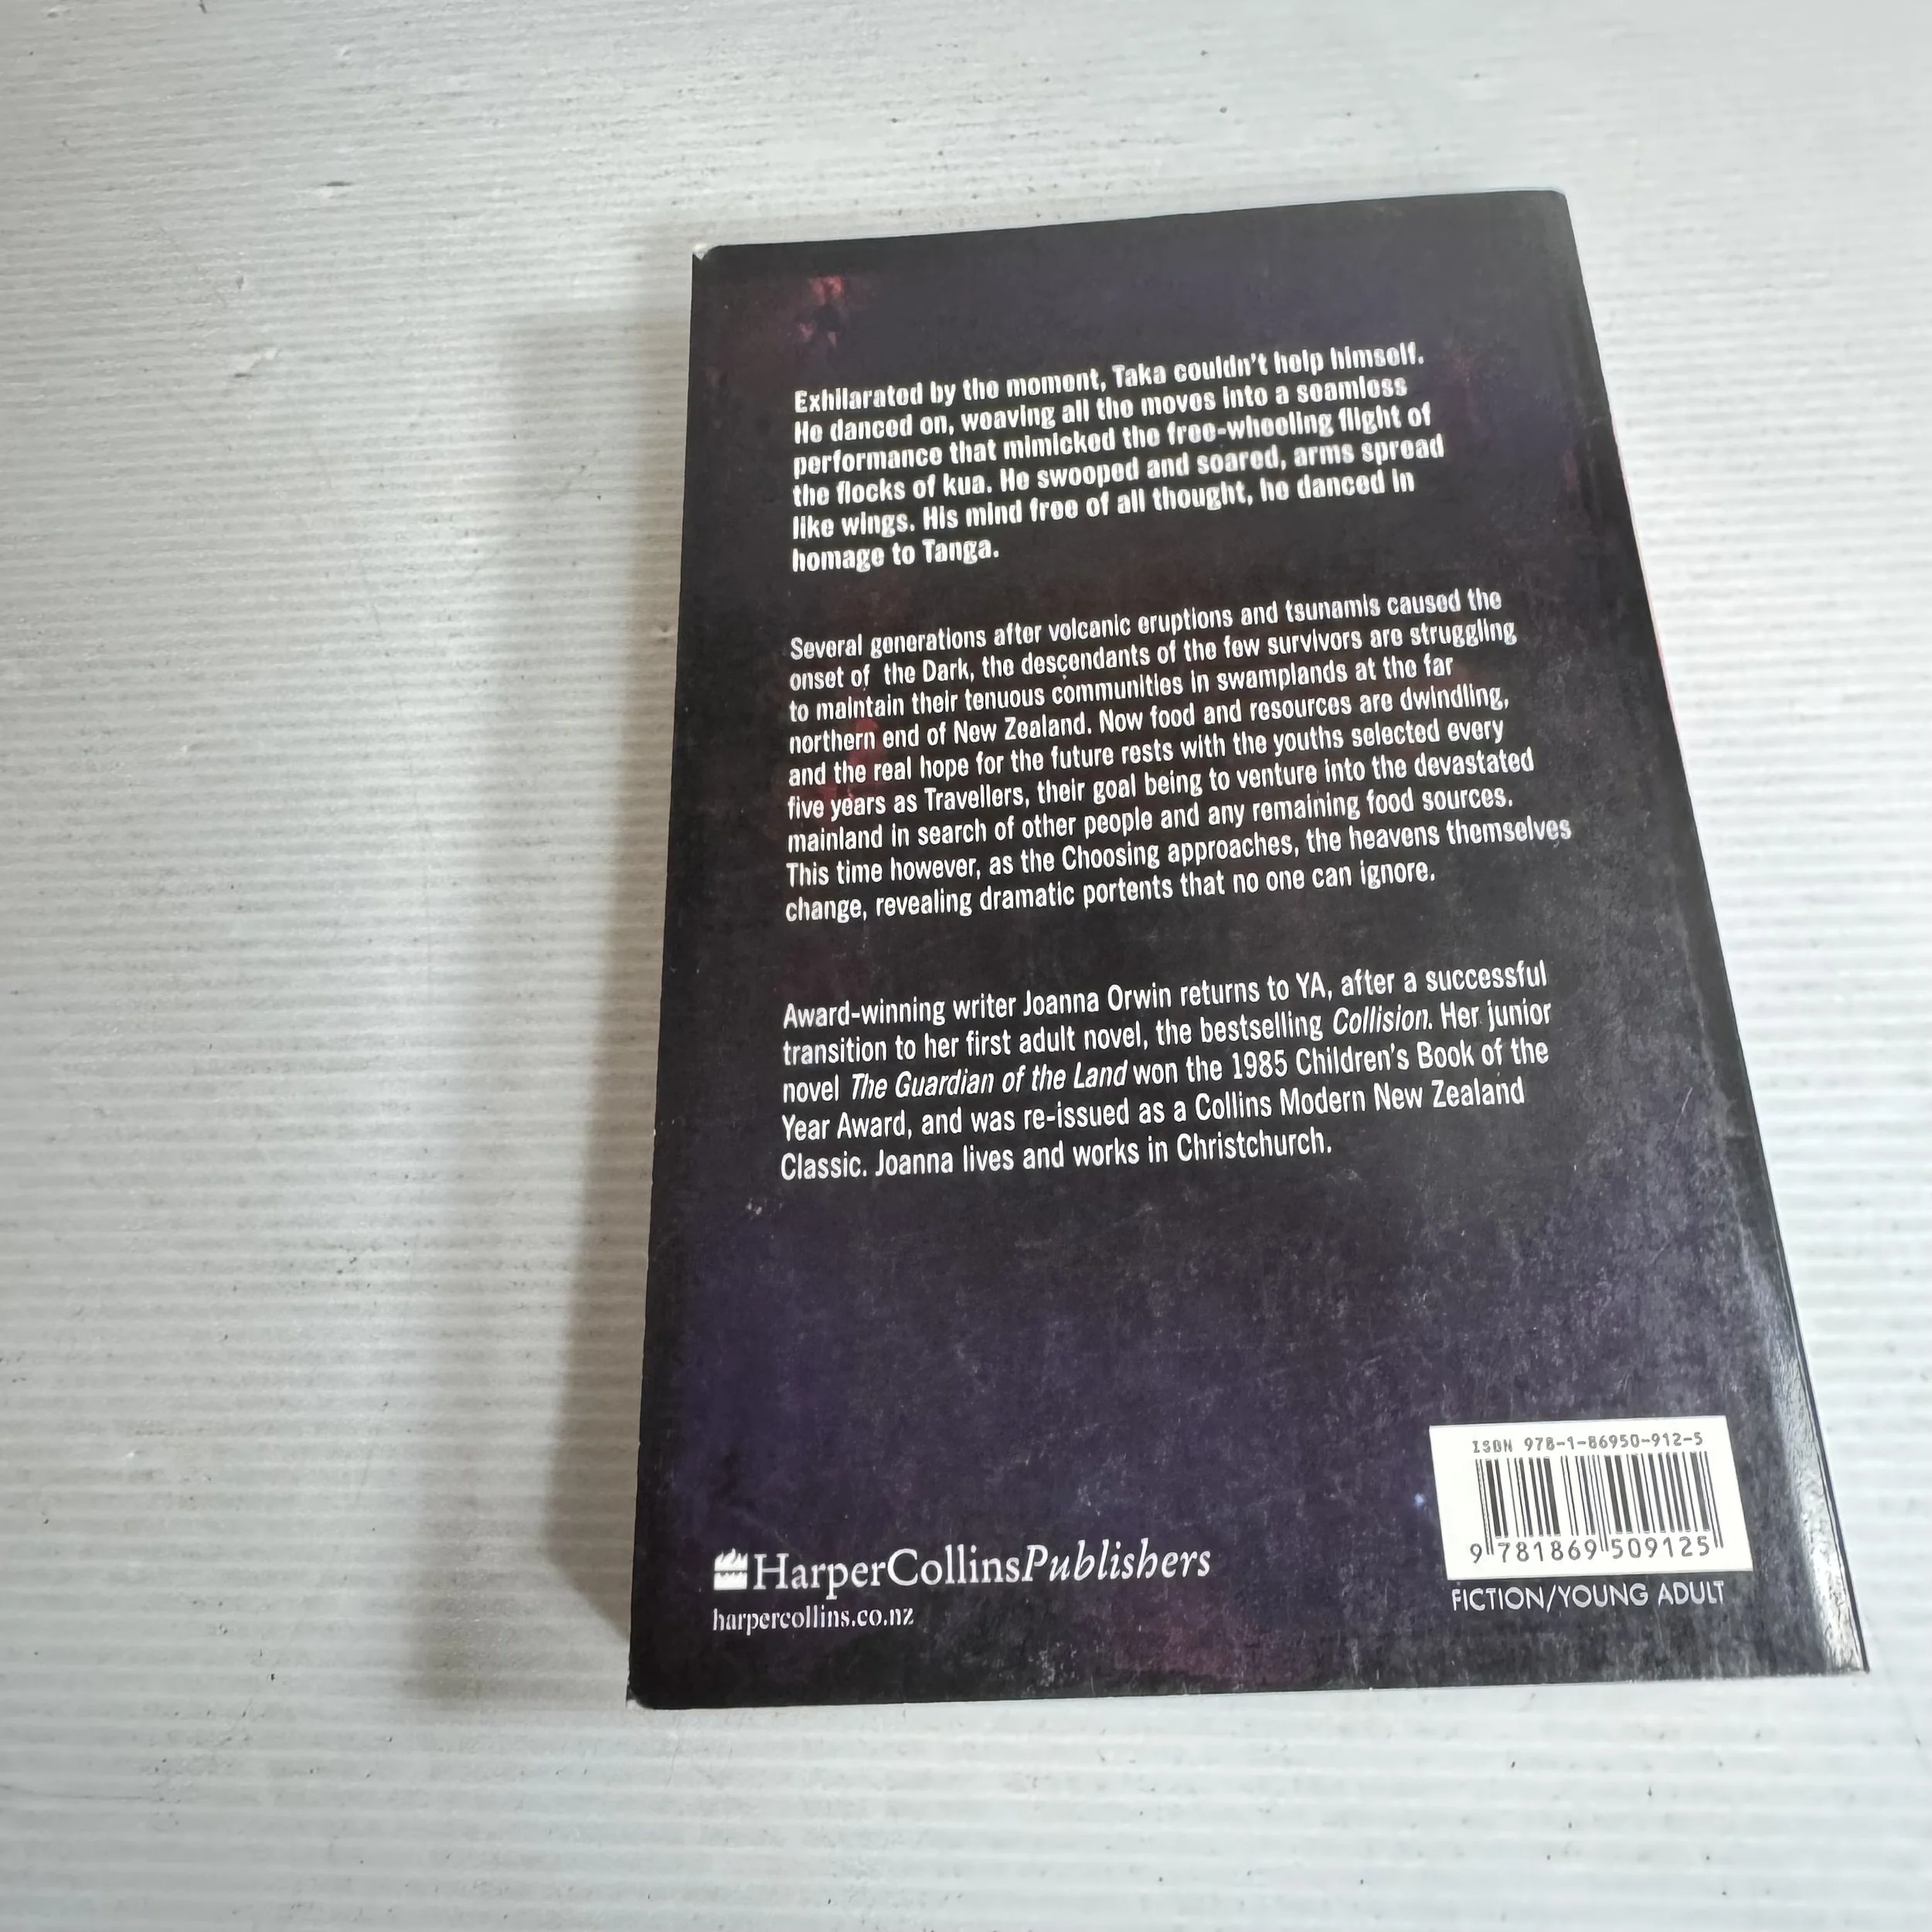 Exhilarated by the moment, Taka couldn't help himself.
He danced on, weaving all the moves into a seamless
performance that mimicked the free-wheeling flight of
the flocks of kua. He swooped and soared, arms spread
like wings. His mind free of all thought, he danced in
homage to Tanga.
Several generations after volcanic eruptions and tsunamis caused the
onset of the Dark, the descendants of the few survivors are struggling
to maintain their tenuous communities in swamplands at the far
northern end of New Zealand. Now food and resources are dwindling,
and the real hope for the future rests with the youths selected every
five years as Travellers, their goal being to venture into the devastated
mainland in search of other people and any remaining food sources.
This time however, as the Choosing approaches, the heavens themselves
change, revealing dramatic portents that no one can ignore.
Award-winning writer Joanna Orwin returns to YA, after a successful
transition to her first adult novel, the bestselling Collision. Her junior
novel The Guardian of the Land won the 1985 Children's Book of the
Year Award, and was re-issued as a Collins Modern New Zealand
Classic. Joanna lives and works in Christchurch.
ISBN 978-1-86950-912-5
9 781869 509125
FICTION/YOUNG ADULT
HarperCollinsPublishers
harpercollins.co.nz